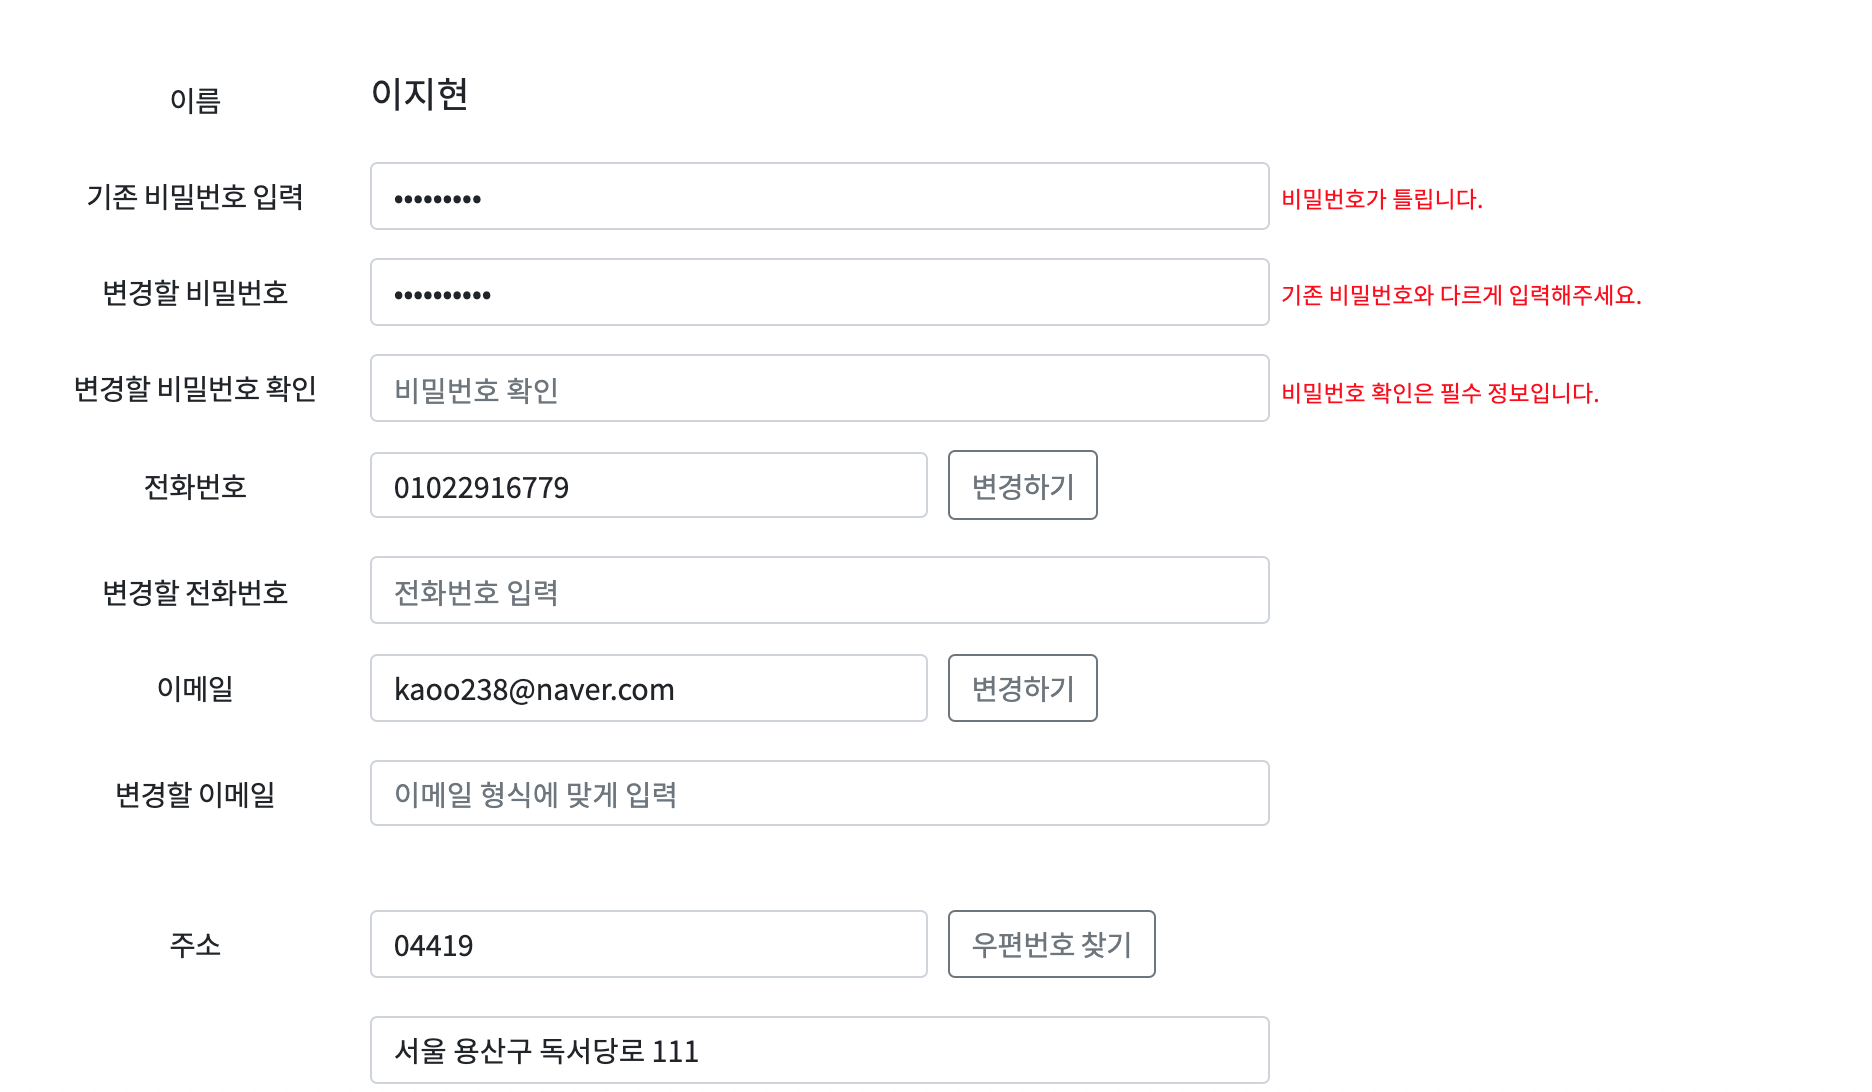 이름 이지현
기존 비밀번호 입력 ••••••••• 비밀번호가 틀립니다.
변경할 비밀번호 •••••••••• 기존 비밀번호와 다르게 입력해주세요.
변경할 비밀번호 확인 비밀번호 확인 비밀번호 확인은 필수 정보입니다.
전화번호 01022916779 변경하기
변경할 전화번호 전화번호 입력
이메일 kaoo238@naver.com 변경하기
변경할 이메일 이메일 형식에 맞게 입력
주소 04419 우편번호 찾기
서울 용산구 독서당로 111